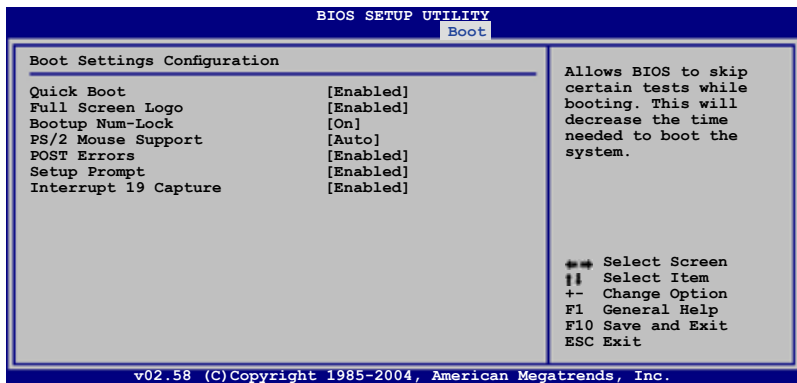 BIOS SETUP UTILITY
Boot
Boot Settings Configuration
Quick Boot [Enabled]
Full Screen Logo [Enabled]
Bootup Num-Lock [On]
PS/2 Mouse Support [Auto]
POST Errors [Enabled]
Setup Prompt [Enabled]
Interrupt 19 Capture [Enabled]
Allows BIOS to skip
certain tests while
booting. This will
decrease the time
needed to boot the
system.
Select Screen
Select Item
+- Change Option
F1 General Help
F10 Save and Exit
ESC Exit
v02.58 (C)Copyright 1985-2004, American Megatrends, Inc.